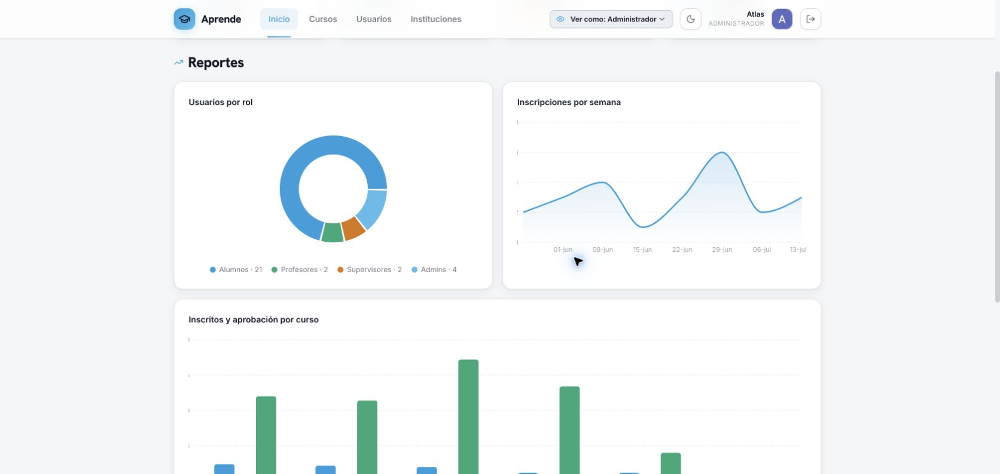 Aprende
Inicio
Cursos
Usuarios
Instituciones
Ver como: Administrador
Atlas
ADMINISTRADOR
A
Reportes
Usuarios por rol
Alumnos · 21
Profesores · 2
Supervisores · 2
Admins · 4
Inscripciones por semana
01-jun
08-jun
15-jun
22-jun
29-jun
06-jul
13-jul
Inscritos y aprobación por curso